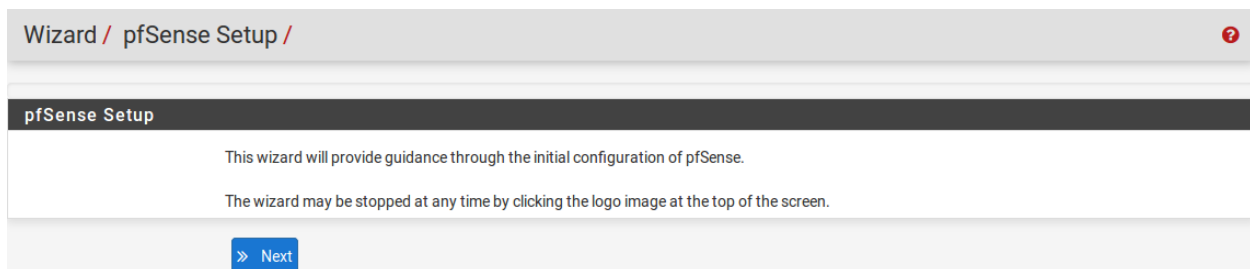 Wizard / pfSense Setup /
pfSense Setup
This wizard will provide guidance through the initial configuration of pfSense.
The wizard may be stopped at any time by clicking the logo image at the top of the screen.
Next